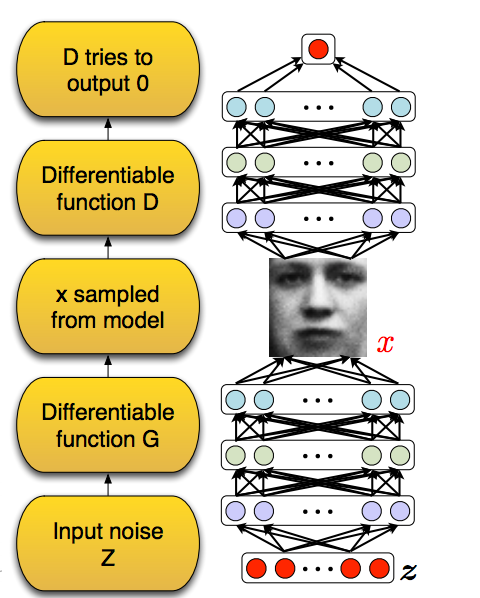 D tries to
output 0
Differentiable
function D
x sampled
from model
x
Differentiable
function G
Input noise
Z
z